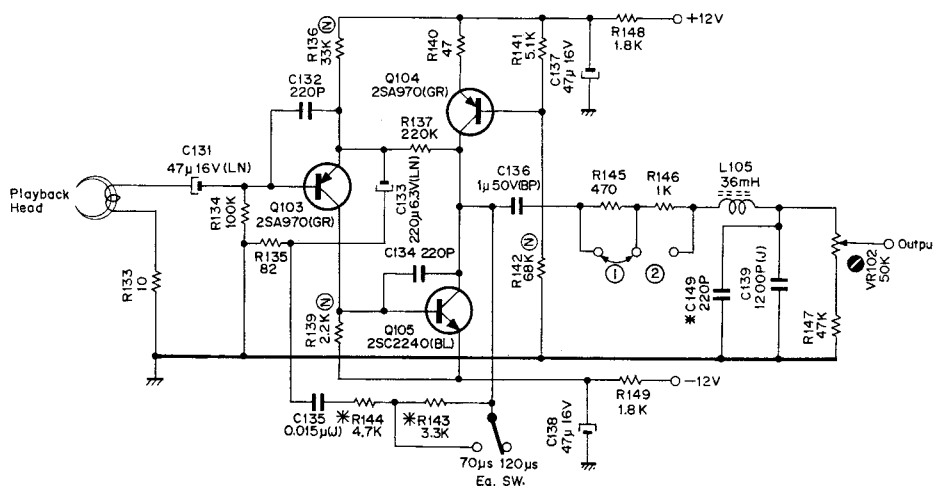 R136
33K Ⓝ
R140
47
R141
5.1K
C137
47μ 16V
R148
1.8K
+12V
C132
220P
Q104
2SA970(GR)
R137
220K
C131
47μ 16V(LN)
Playback
Head
R134
100K
Q103
2SA970(GR)
C133
220μ 6.3V(LN)
C136
1μ 50V(BP)
R145
470
R146
1K
L105
36mH
Outpu
VR102
50K
R135
82
C134 220P
R142
68K Ⓝ
①
②
R133
10
R139
2.2K Ⓝ
Q105
2SC2240(BL)
* C149
220P
C139
1200P(J)
R147
47K
C135
0.015μ(J)
*R144
4.7K
*R143
3.3K
C138
47μ 16V
R149
1.8K
-12V
70μs 120μs
Eq. SW.